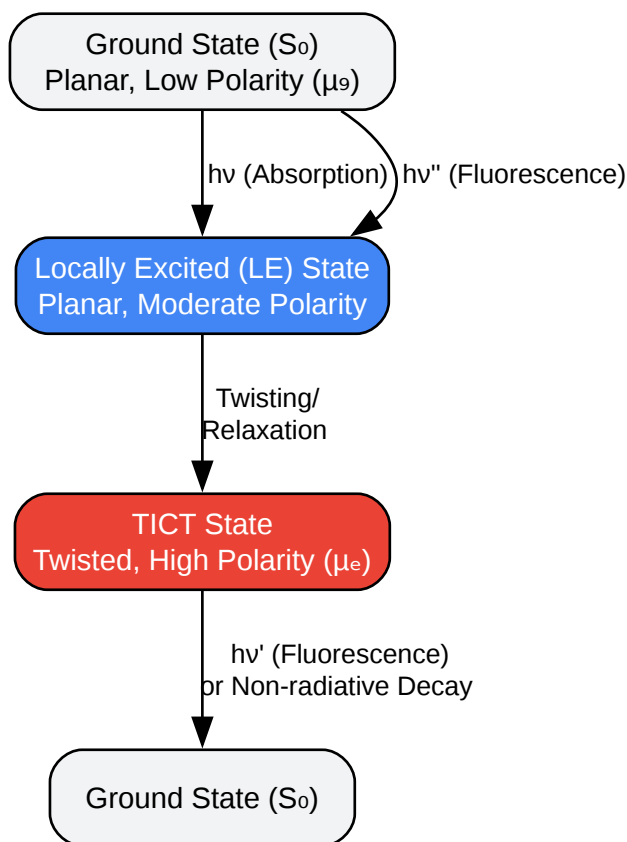 Ground State (S₀)
Planar, Low Polarity (μ₉)
hν (Absorption)
hν'' (Fluorescence)
Locally Excited (LE) State
Planar, Moderate Polarity
Twisting/
Relaxation
TICT State
Twisted, High Polarity (μₑ)
hν' (Fluorescence)
or Non-radiative Decay
Ground State (S₀)